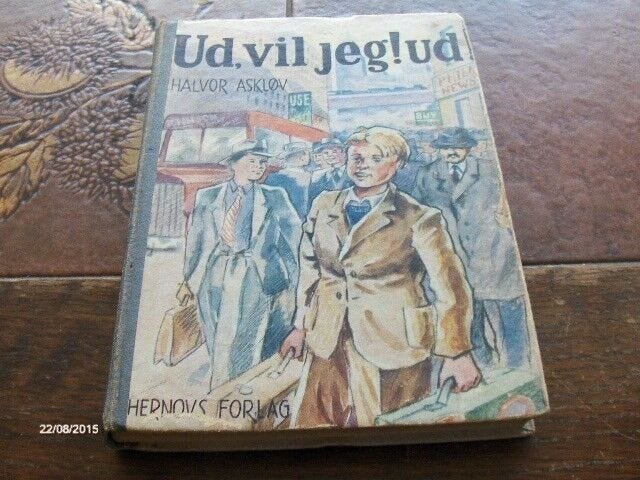 Ud, vil jeg! ud!
HALVOR ASKLØV
USE
HERNOVS FORLAG
22/08/2015